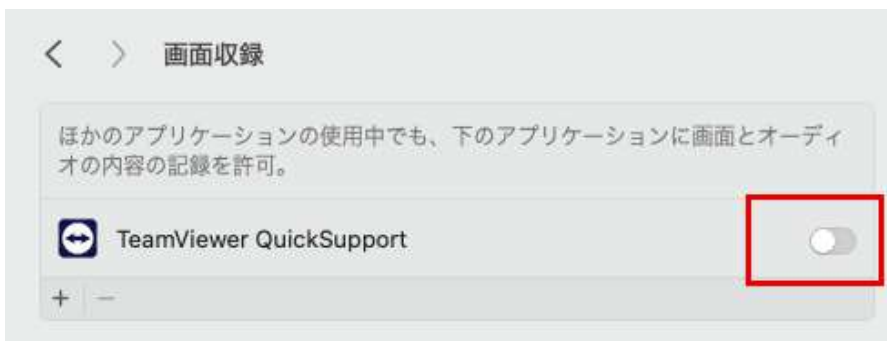 画面収録
ほかのアプリケーションの使用中でも、下のアプリケーションに画面とオーディ
オの内容の記録を許可。
TeamViewer QuickSupport